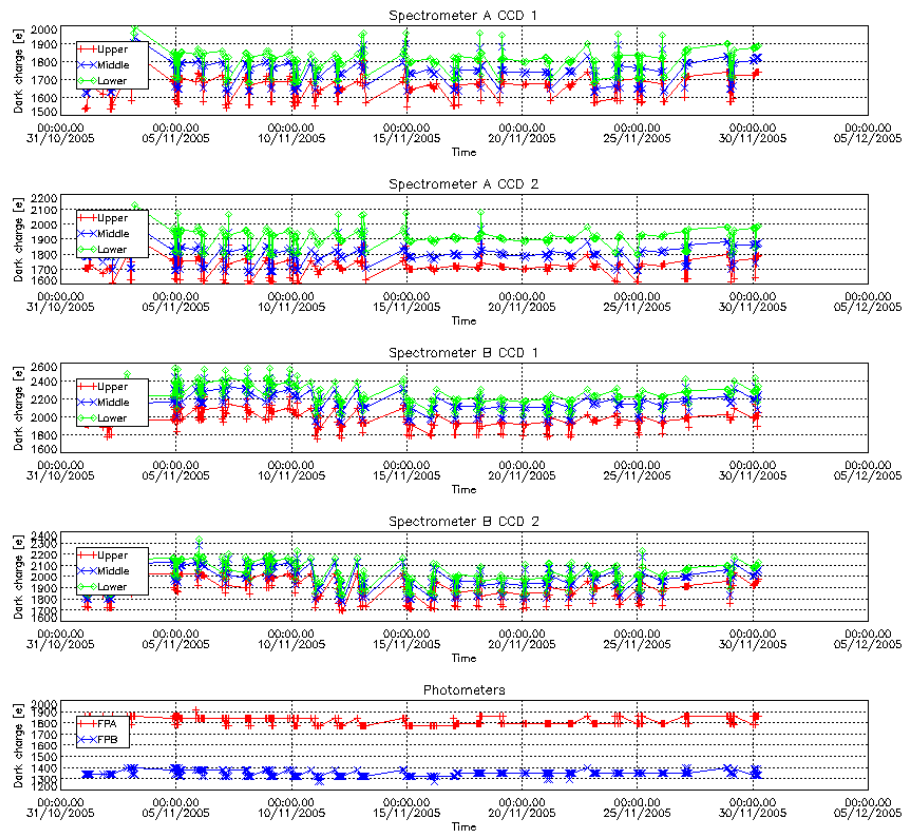 Spectrometer A CCD 1
Dark charge [e]
2000
1900
1800
1700
1600
1500
Upper
Middle
Lower
00:00.00 00:00.00 00:00.00 00:00.00 00:00.00 00:00.00 00:00.00 00:00.00
31/10/2005 05/11/2005 10/11/2005 15/11/2005 20/11/2005 25/11/2005 30/11/2005 05/12/2005
Time
Spectrometer A CCD 2
Dark charge [e]
2200
2100
2000
1900
1800
1700
1600
Upper
Middle
Lower
00:00.00 00:00.00 00:00.00 00:00.00 00:00.00 00:00.00 00:00.00 00:00.00
31/10/2005 05/11/2005 10/11/2005 15/11/2005 20/11/2005 25/11/2005 30/11/2005 05/12/2005
Time
Spectrometer B CCD 1
Dark charge [e]
2600
2400
2200
2000
1800
1600
Upper
Middle
Lower
00:00.00 00:00.00 00:00.00 00:00.00 00:00.00 00:00.00 00:00.00 00:00.00
31/10/2005 05/11/2005 10/11/2005 15/11/2005 20/11/2005 25/11/2005 30/11/2005 05/12/2005
Time
Spectrometer B CCD 2
Dark charge [e]
2400
2300
2200
2100
2000
1900
1800
1700
1600
Upper
Middle
Lower
00:00.00 00:00.00 00:00.00 00:00.00 00:00.00 00:00.00 00:00.00 00:00.00
31/10/2005 05/11/2005 10/11/2005 15/11/2005 20/11/2005 25/11/2005 30/11/2005 05/12/2005
Time
Photometers
Dark charge [e]
2000
1900
1800
1700
1600
1500
1400
1300
1200
FPA
FPB
00:00.00 00:00.00 00:00.00 00:00.00 00:00.00 00:00.00 00:00.00 00:00.00
31/10/2005 05/11/2005 10/11/2005 15/11/2005 20/11/2005 25/11/2005 30/11/2005 05/12/2005
Time